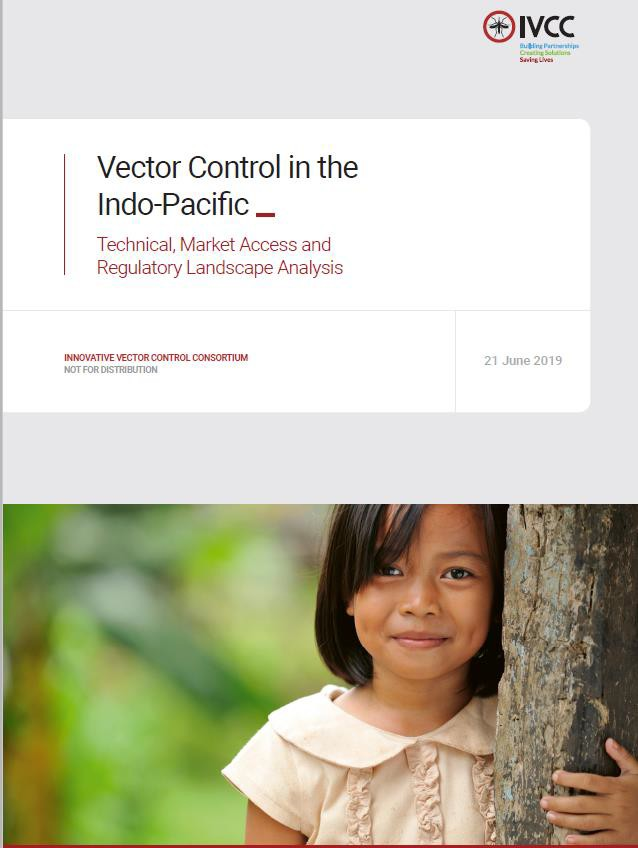 IVCC
Building Partnerships
Creating Solutions
Saving Lives
Vector Control in the
Indo-Pacific
Technical, Market Access and
Regulatory Landscape Analysis
INNOVATIVE VECTOR CONTROL CONSORTIUM
NOT FOR DISTRIBUTION
21 June 2019